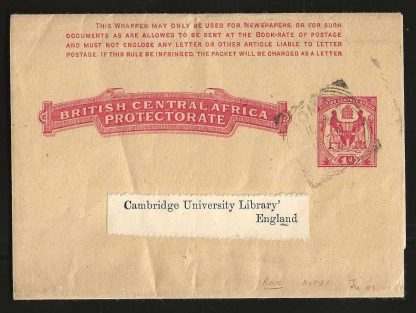 THIS WRAPPER MAY ONLY BE USED FOR NEWSPAPERS, OR FOR SUCH
DOCUMENTS AS ARE ALLOWED TO BE SENT AT THE BOOK-RATE OF POSTAGE
AND MUST NOT ENCLOSE ANY LETTER OR OTHER ARTICLE LIABLE TO LETTER
POSTAGE. IF THIS RULE BE INFRINGED, THE PACKET WILL BE CHARGED AS A LETTER
BRITISH CENTRAL AFRICA
PROTECTORATE
Cambridge University Library'
England
Rare